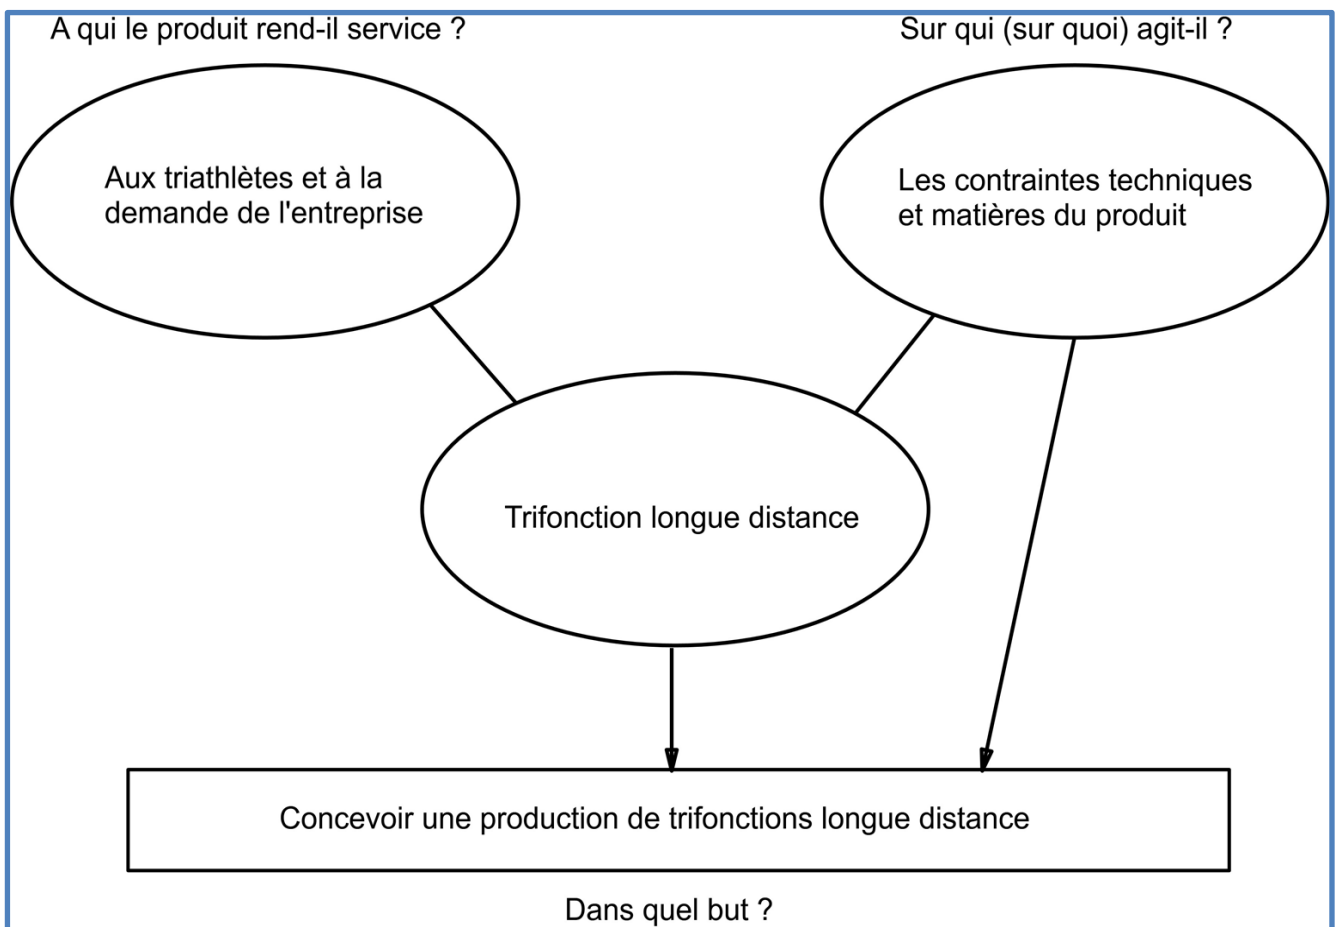 A qui le produit rend-il service ?
Sur qui (sur quoi) agit-il ?
Aux triathlètes et à la
demande de l'entreprise
Les contraintes techniques
et matières du produit
Trifonction longue distance
Concevoir une production de trifonctions longue distance
Dans quel but ?